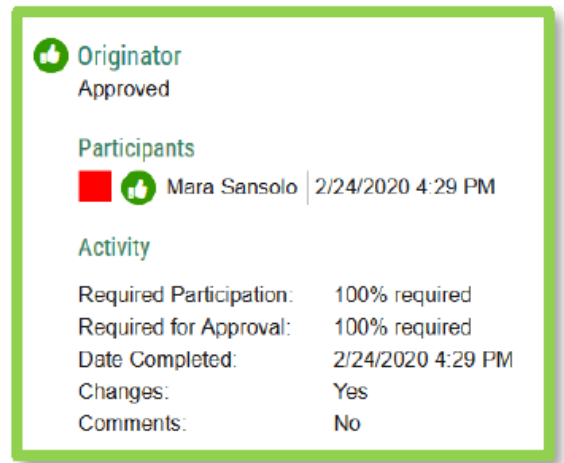 Originator
Approved
Participants
Mara Sansolo 2/24/2020 4:29 PM
Activity
Required Participation: 100% required
Required for Approval: 100% required
Date Completed: 2/24/2020 4:29 PM
Changes: Yes
Comments: No